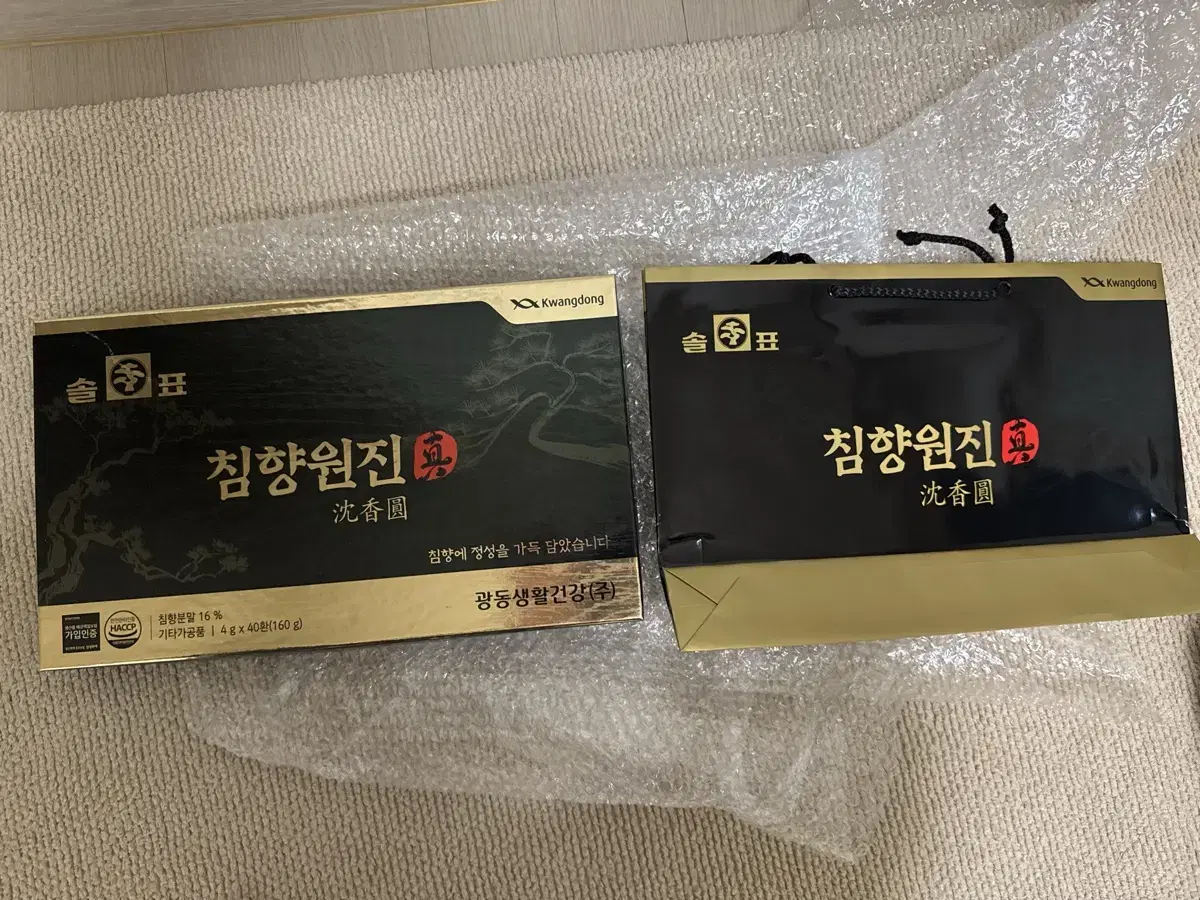 Kwangdong
솔표
침향원진 真
沈香圓
침향에 정성을 가득 담았습니다
광동생활건강(주)
가입인증
HACCP
침향분말 16 %
기타가공품 | 4 g x 40환(160 g)
Kwangdong
솔표
침향원진 真
沈香圓